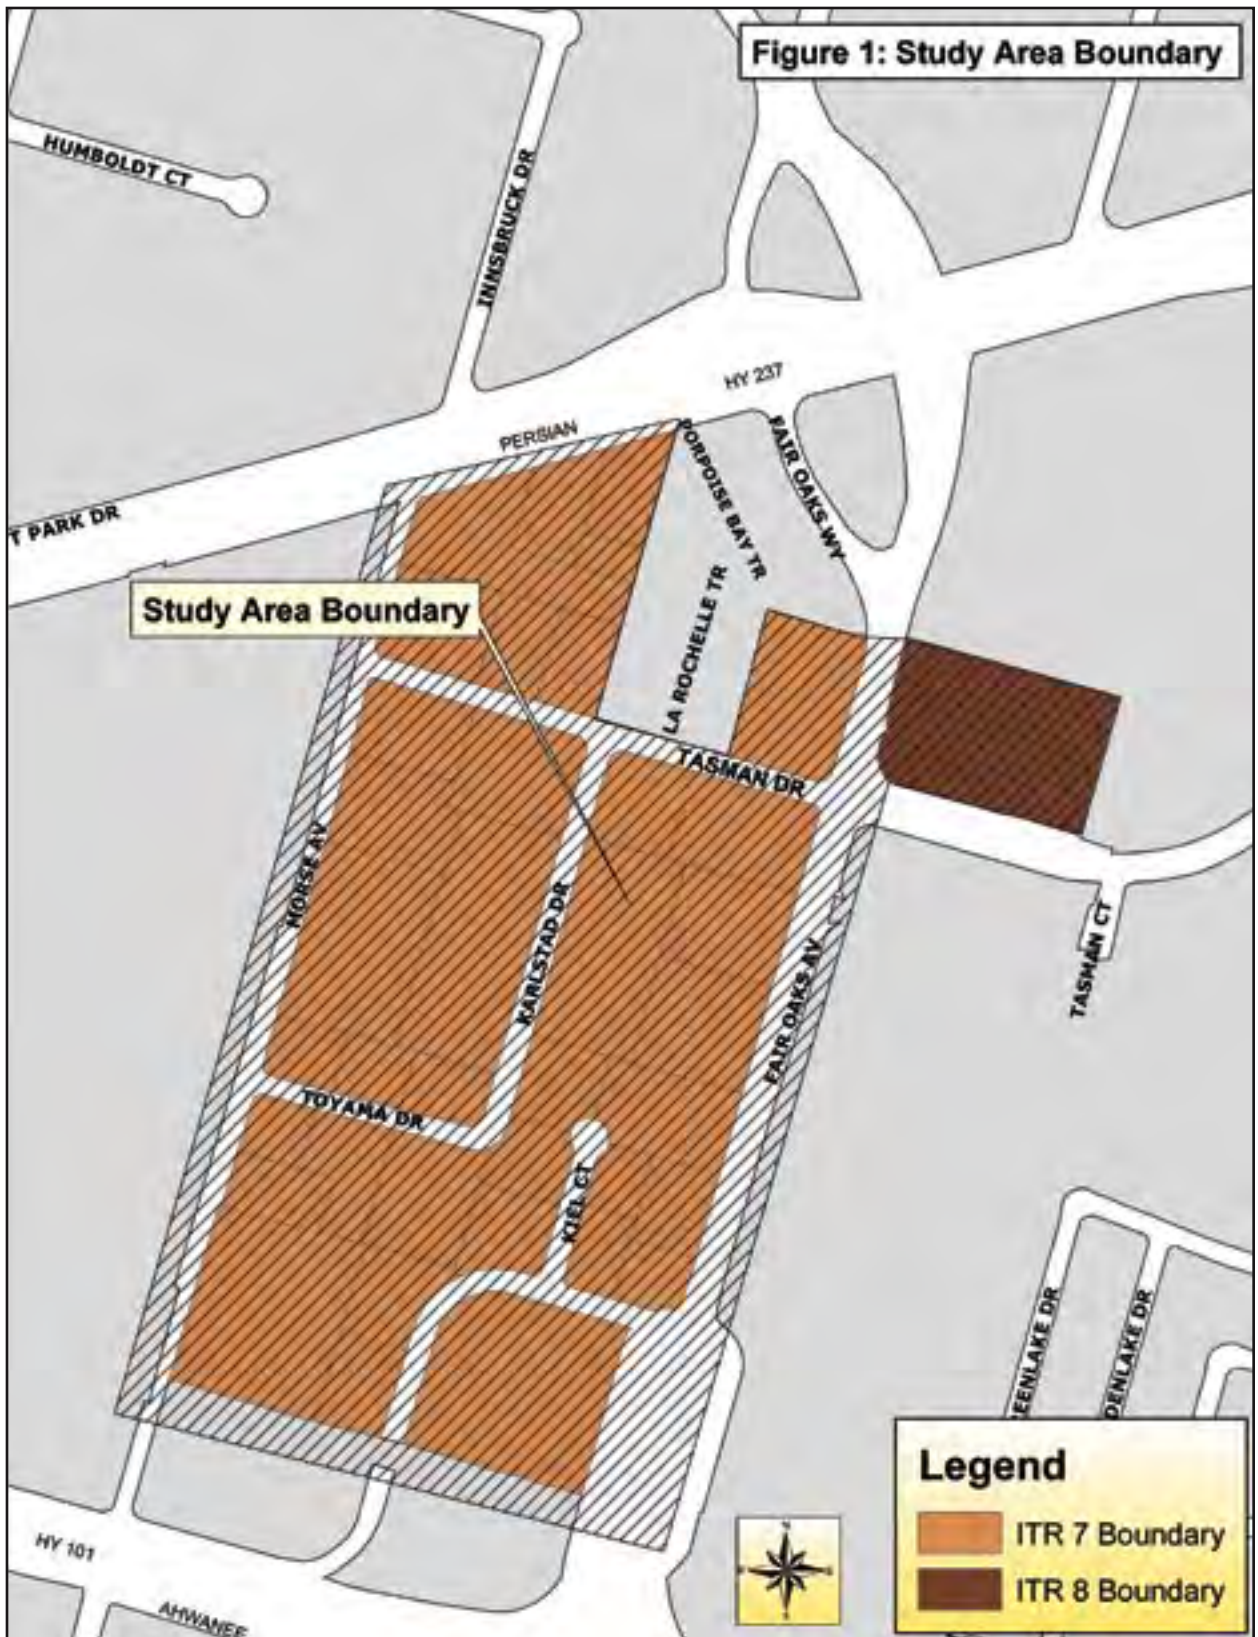 Figure 1: Study Area Boundary
HUMBOLDT CT
INNSBRUCK DR
HY 237
PERSIAN
PORPOISE BAY TR
FAIR OAKS WY
T PARK DR
LA ROCHELLE TR
Study Area Boundary
TASMAN DR
MORSE AV
KARLSTAD DR
FAIR OAKS AV
TASMAN CT
TOYAMA DR
KIEL CT
REENLAKE DR
DENLAKE DR
Legend
ITR 7 Boundary
ITR 8 Boundary
HY 101
AHWANEE
N
S